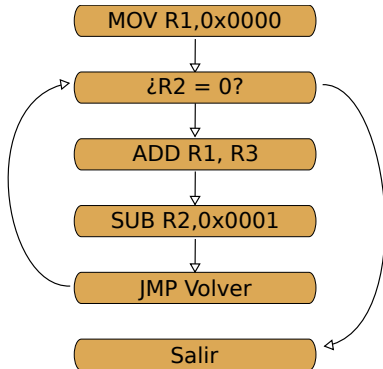 MOV R1,0x0000
¿R2 = 0?
ADD R1, R3
SUB R2,0x0001
JMP Volver
Salir